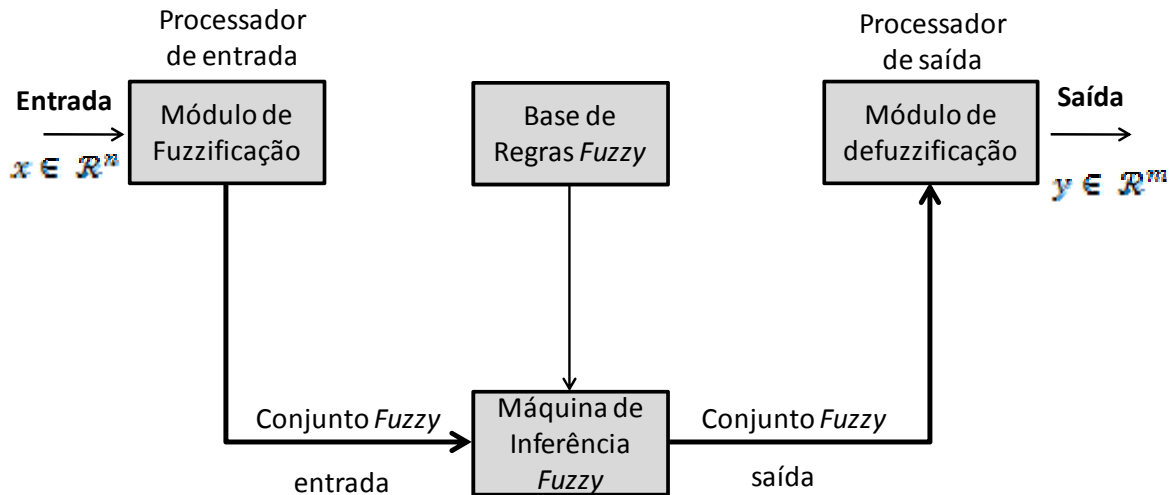 Processador
de entrada
Processador
de saída
Entrada
x ∈ ℛⁿ
Módulo de
Fuzzificação
Base de
Regras Fuzzy
Módulo de
defuzzificação
Saída
y ∈ ℛᵐ
Conjunto Fuzzy
entrada
Máquina de
Inferência
Fuzzy
Conjunto Fuzzy
saída